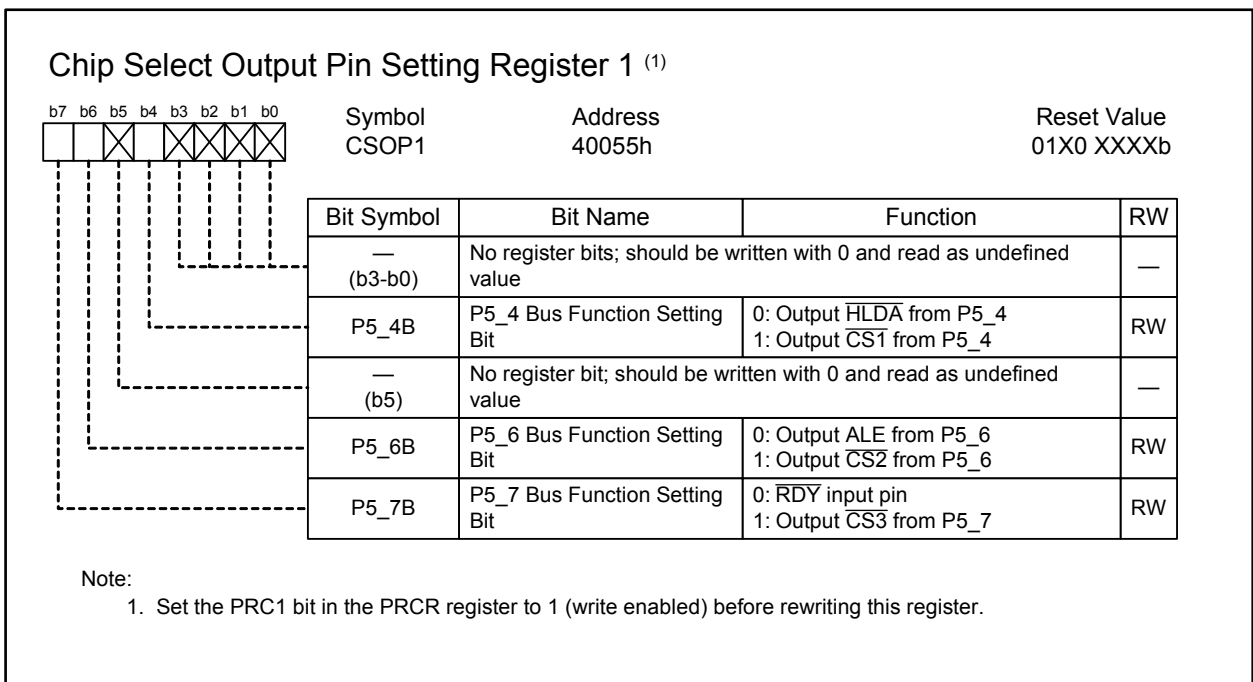 Chip Select Output Pin Setting Register 1 (1)
b7 b6 b5 b4 b3 b2 b1 b0
Symbol Address Reset Value
CSOP1 40055h 01X0 XXXXb
Bit Symbol Bit Name Function RW
— (b3-b0) No register bits; should be written with 0 and read as undefined value —
P5_4B P5_4 Bus Function Setting Bit 0: Output HLDA from P5_4 RW
1: Output CS1 from P5_4
— (b5) No register bit; should be written with 0 and read as undefined value —
P5_6B P5_6 Bus Function Setting Bit 0: Output ALE from P5_6 RW
1: Output CS2 from P5_6
P5_7B P5_7 Bus Function Setting Bit 0: RDY input pin RW
1: Output CS3 from P5_7
Note:
1. Set the PRC1 bit in the PRCR register to 1 (write enabled) before rewriting this register.